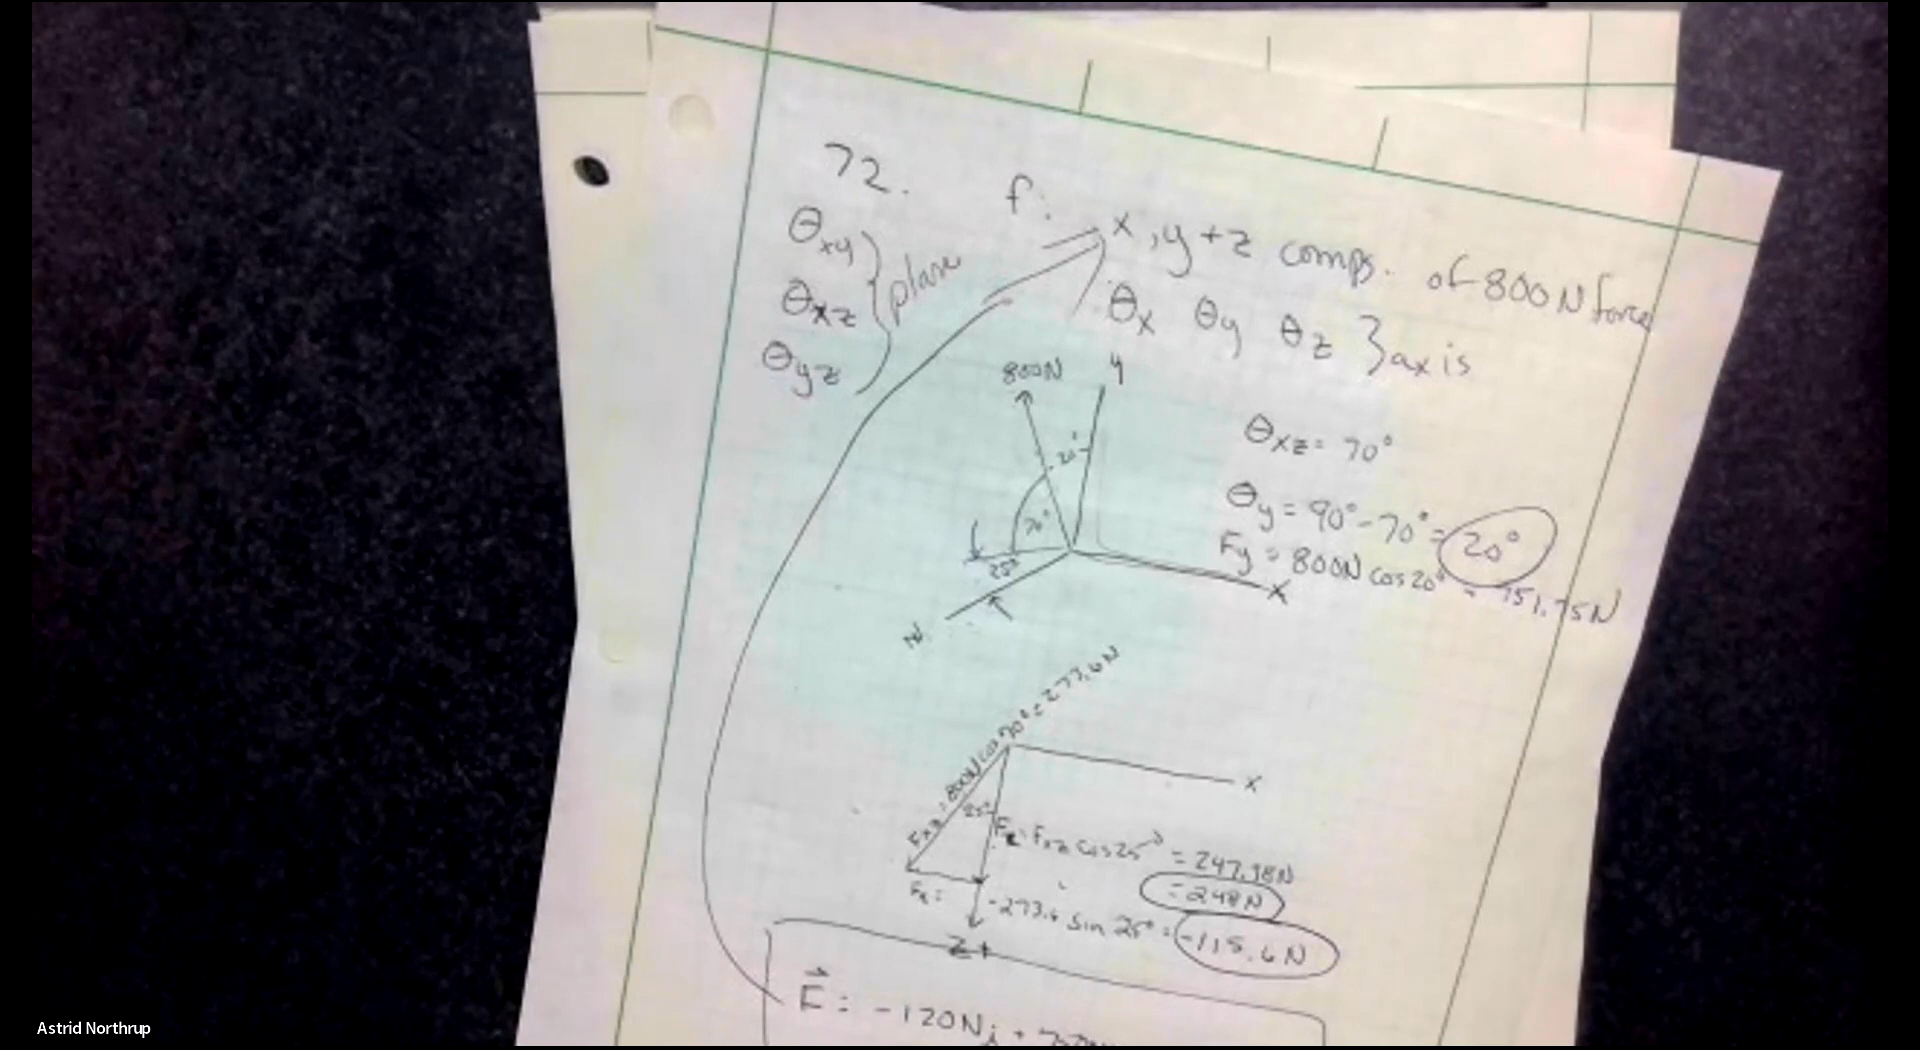 72.
f:
x, y + z comps. of 800N force
θxy
θxz
θyz
} plane
θx θy θz } axis
800N
y
20°
70°
25°
x
θxz = 70°
θy = 90° - 70° = 20°
Fy = 800N cos 20° = 751.75N
Fxz = 800N cos 70° = 273.6N
x
25°
Fz = Fxz cos 25° = 247.98N
= 248N
Fx = -273.6 sin 25° = -115.6N
z+
F = -120N i +
Astrid Northrup